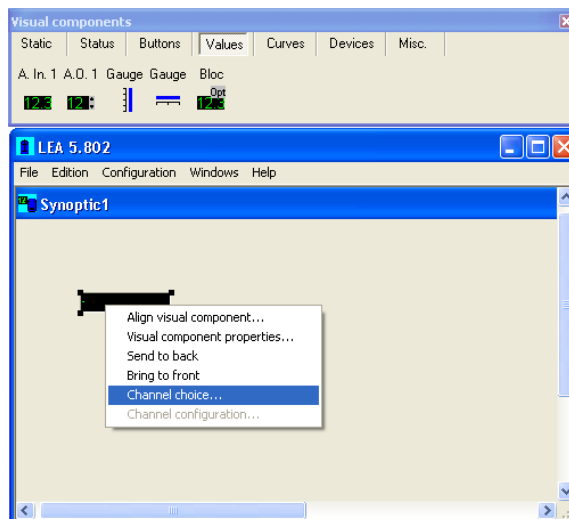 Visual components
Static Status Buttons Values Curves Devices Misc.
A. In. 1 A.O. 1 Gauge Gauge Bloc
12.3 12 12.3 Opt
LEA 5.802
File Edition Configuration Windows Help
Synoptic1
Align visual component...
Visual component properties...
Send to back
Bring to front
Channel choice...
Channel configuration...